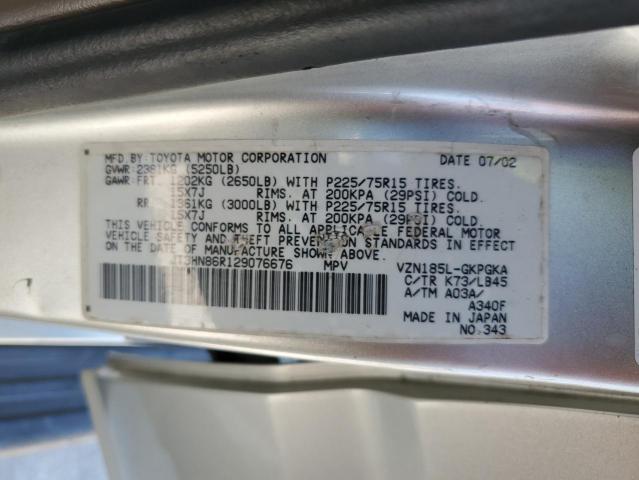 MFD.BY:TOYOTA MOTOR CORPORATION DATE 07/02
GVWR:2381KG (5250LB)
GAWR:FRT. 1202KG (2650LB) WITH P225/75R15 TIRES.
15X7J RIMS. AT 200KPA (29PSI) COLD.
RR. 1361KG (3000LB) WITH P225/75R15 TIRES.
15X7J RIMS. AT 200KPA (29PSI) COLD.
THIS VEHICLE CONFORMS TO ALL APPLICABLE FEDERAL MOTOR
VEHICLE SAFETY AND THEFT PREVENTION STANDARDS IN EFFECT
ON THE DATE OF MANUFACTURE SHOWN ABOVE.
JT3HN86R129076676 MPV VZN185L-GKPGKA
C/TR K73/LB45
A/TM A03A/
A340F
MADE IN JAPAN
NO.343